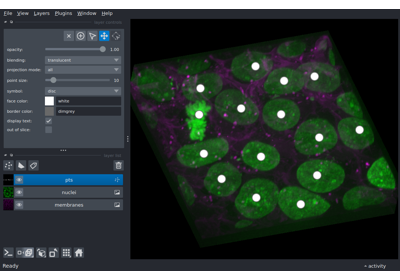 File View Layers Plugins Window Help
layer controls
opacity: 1.00
blending: translucent
projection mode: all
point size: 10
symbol: disc
face color: white
border color: dimgrey
display text:
out of slice:
layer list
pts
nuclei
membranes
Ready
activity